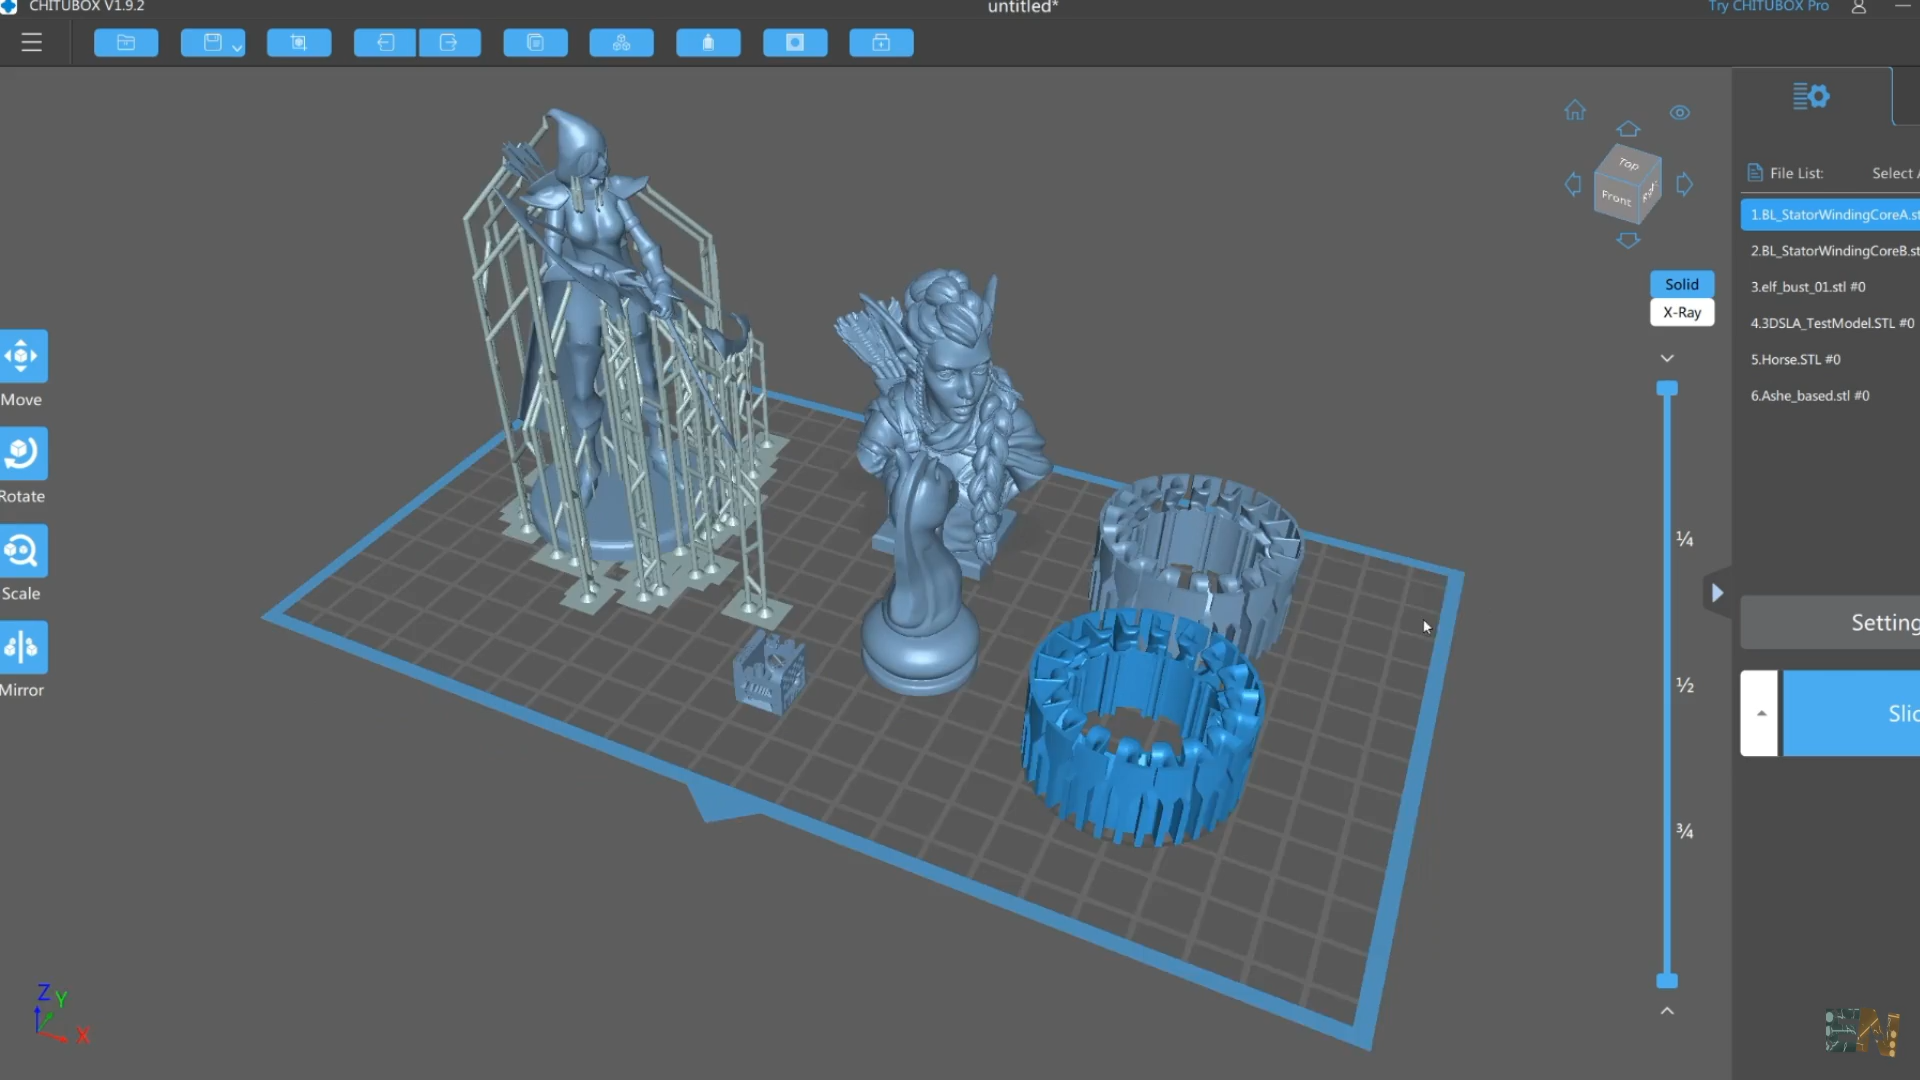 CHITUBOX V1.9.2
untitled*
Try CHITUBOX Pro
Top
Front
Right
File List:
Select A
1.BL_StatorWindingCoreA.st
2.BL_StatorWindingCoreB.st
3.elf_bust_01.stl #0
4.3DSLA_TestModel.STL #0
5.Horse.STL #0
6.Ashe_based.stl #0
Solid
X-Ray
Move
Rotate
Scale
Mirror
¼
½
¾
Setting
Slic
Z
Y
X